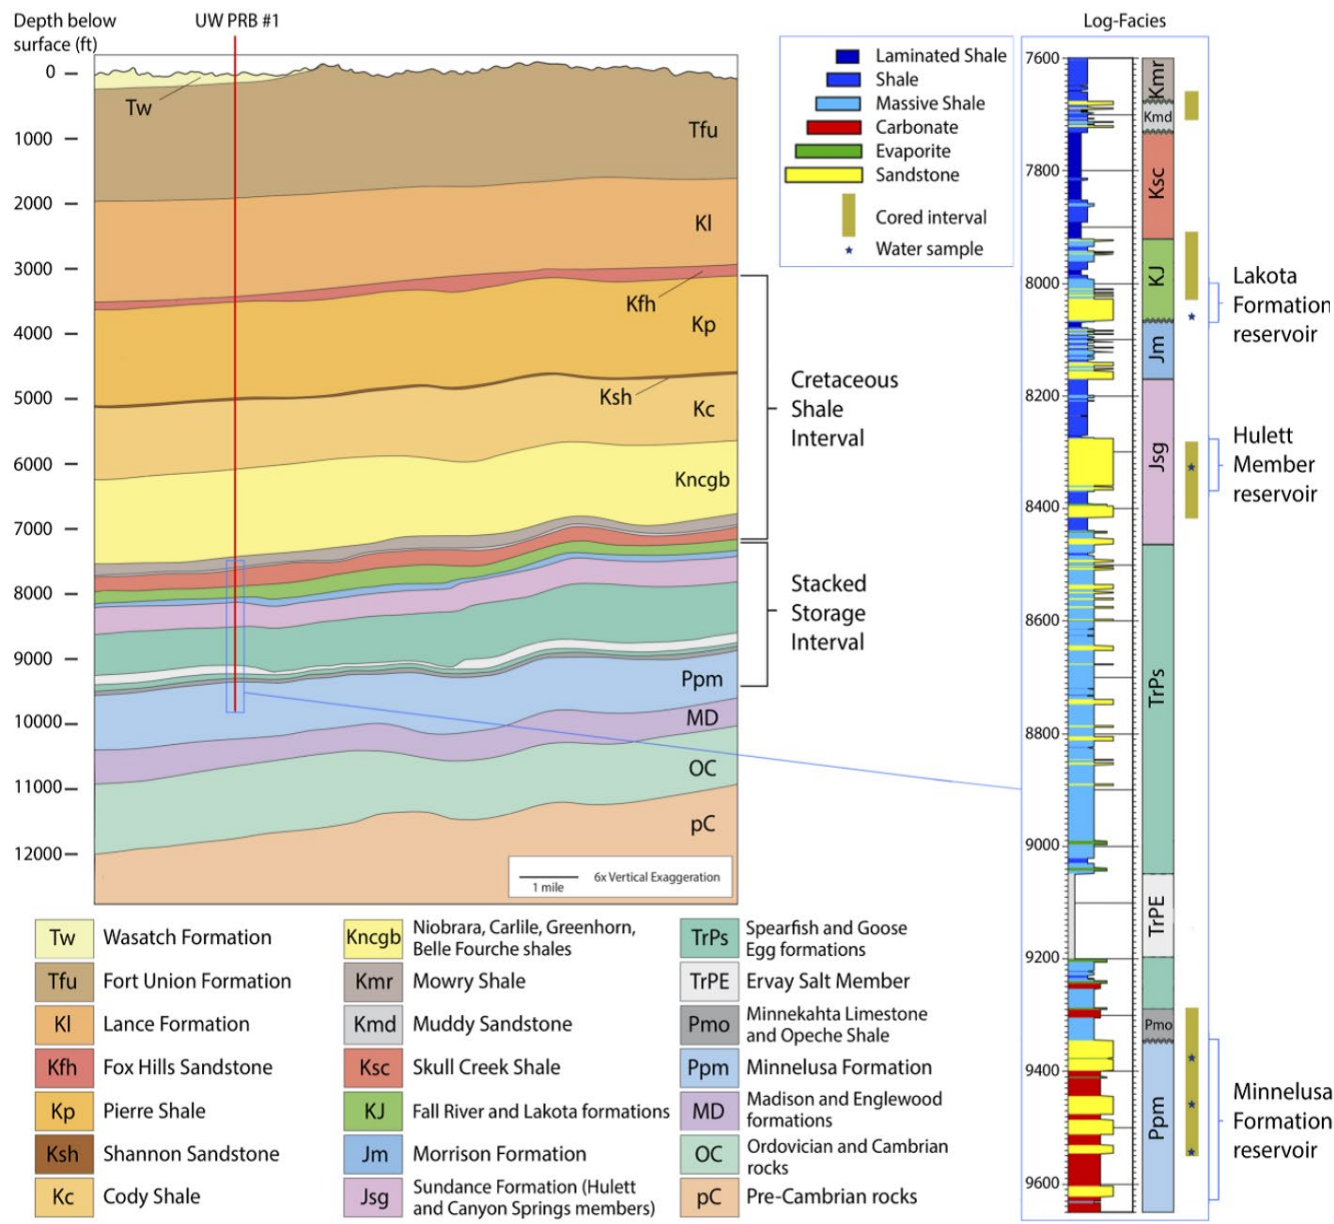 Depth below
surface (ft)
UW PRB #1
Log-Facies
0
1000
2000
3000
4000
5000
6000
7000
8000
9000
10000
11000
12000
Tw
Tfu
Kl
Kfh
Kp
Ksh
Kc
Kncgb
Ppm
MD
OC
pC
1 mile
6x Vertical Exaggeration
Cretaceous
Shale
Interval
Stacked
Storage
Interval
Laminated Shale
Shale
Massive Shale
Carbonate
Evaporite
Sandstone
Cored interval
Water sample
7600
7800
8000
8200
8400
8600
8800
9000
9200
9400
9600
Kmr
Kmd
Ksc
KJ
Jm
Jsg
TrPs
TrPE
Pmo
Ppm
Lakota
Formation
reservoir
Hulett
Member
reservoir
Minnelusa
Formation
reservoir
Tw Wasatch Formation
Tfu Fort Union Formation
Kl Lance Formation
Kfh Fox Hills Sandstone
Kp Pierre Shale
Ksh Shannon Sandstone
Kc Cody Shale
Kncgb Niobrara, Carlile, Greenhorn,
Belle Fourche shales
Kmr Mowry Shale
Kmd Muddy Sandstone
Ksc Skull Creek Shale
KJ Fall River and Lakota formations
Jm Morrison Formation
Jsg Sundance Formation (Hulett
and Canyon Springs members)
TrPs Spearfish and Goose
Egg formations
TrPE Ervay Salt Member
Pmo Minnekahta Limestone
and Opeche Shale
Ppm Minnelusa Formation
MD Madison and Englewood
formations
OC Ordovician and Cambrian
rocks
pC Pre-Cambrian rocks